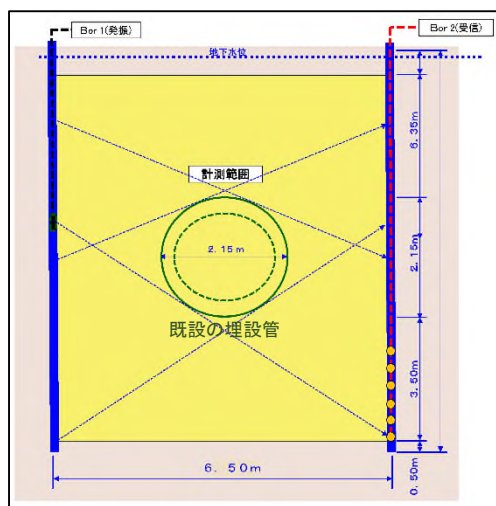 Bor 1(発振)
Bor 2(受信)
地下水位
計測範囲
2.15m
既設の埋設管
6.35m
2.15m
3.50m
0.50m
6.50m